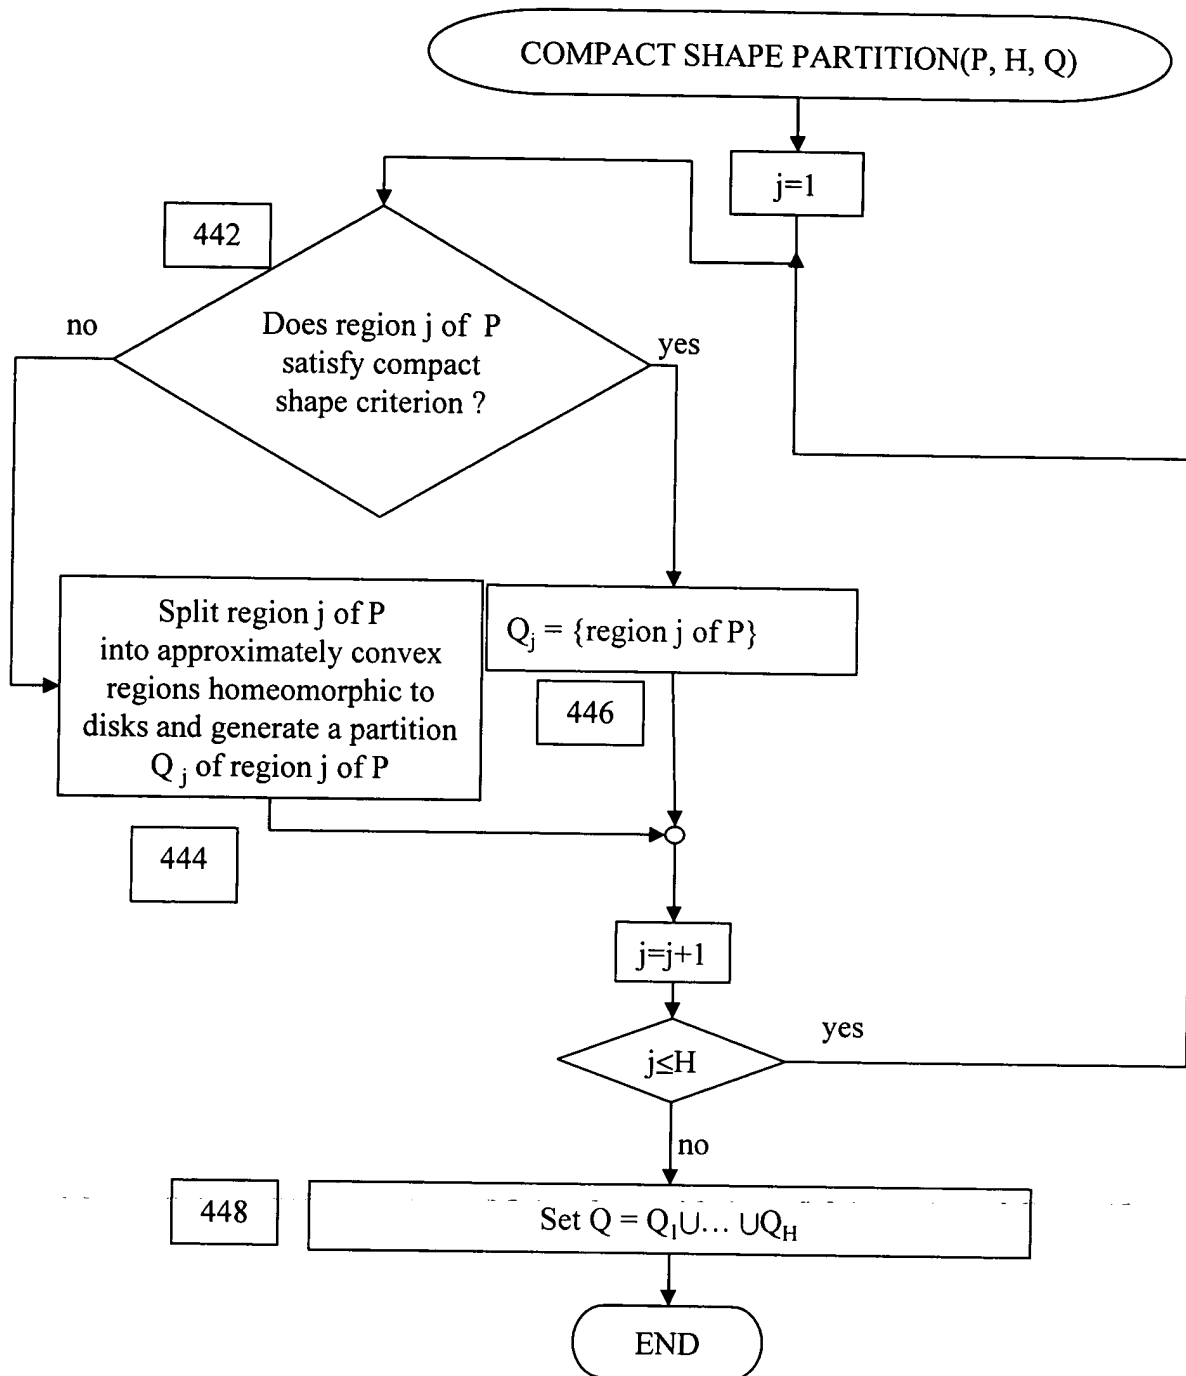 COMPACT SHAPE PARTITION(P, H, Q)
j=1
442
no
Does region j of P
satisfy compact
shape criterion ?
yes
Split region j of P
into approximately convex
regions homeomorphic to
disks and generate a partition
Q j of region j of P
Qj = {region j of P}
446
444
j=j+1
j≤H
yes
no
448
Set Q = Q1∪... ∪QH
END